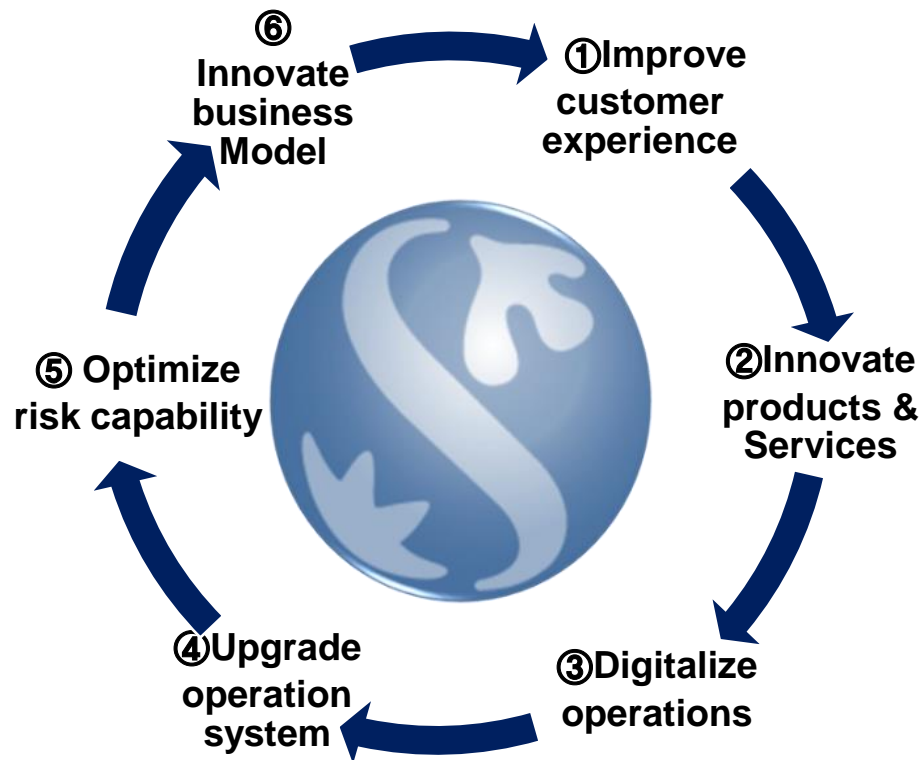 ①Improve
customer
experience
②Innovate
products &
Services
③Digitalize
operations
④Upgrade
operation
system
⑤ Optimize
risk capability
⑥
Innovate
business
Model